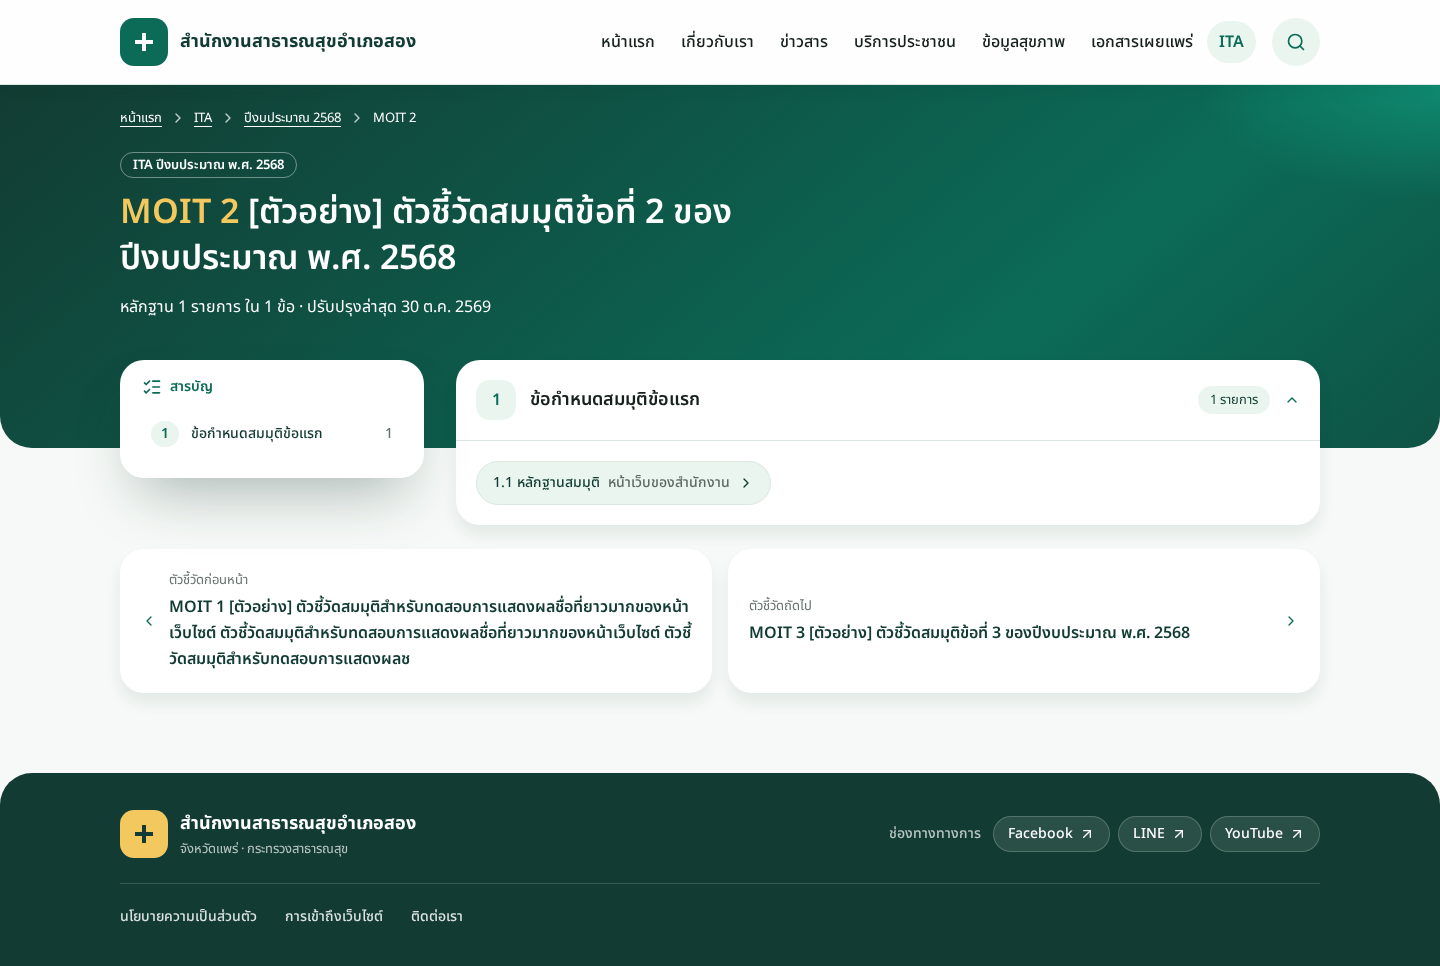 สำนักงานสาธารณสุขอำเภอสอง
หน้าแรก เกี่ยวกับเรา ข่าวสาร บริการประชาชน ข้อมูลสุขภาพ เอกสารเผยแพร่ ITA
หน้าแรก ITA ปีงบประมาณ 2568 MOIT 2
ITA ปีงบประมาณ พ.ศ. 2568
MOIT 2 [ตัวอย่าง] ตัวชี้วัดสมมุติข้อที่ 2 ของ
ปีงบประมาณ พ.ศ. 2568
หลักฐาน 1 รายการ ใน 1 ข้อ · ปรับปรุงล่าสุด 30 ต.ค. 2569
สารบัญ
1 ข้อกำหนดสมมุติข้อแรก 1
1 ข้อกำหนดสมมุติข้อแรก 1 รายการ
1.1 หลักฐานสมมุติ หน้าเว็บของสำนักงาน
ตัวชี้วัดก่อนหน้า
MOIT 1 [ตัวอย่าง] ตัวชี้วัดสมมุติสำหรับทดสอบการแสดงผลชื่อที่ยาวมากของหน้า
เว็บไซต์ ตัวชี้วัดสมมุติสำหรับทดสอบการแสดงผลชื่อที่ยาวมากของหน้าเว็บไซต์ ตัวชี้
วัดสมมุติสำหรับทดสอบการแสดงผลช
ตัวชี้วัดถัดไป
MOIT 3 [ตัวอย่าง] ตัวชี้วัดสมมุติข้อที่ 3 ของปีงบประมาณ พ.ศ. 2568
สำนักงานสาธารณสุขอำเภอสอง
จังหวัดแพร่ · กระทรวงสาธารณสุข
ช่องทางทางการ Facebook LINE YouTube
นโยบายความเป็นส่วนตัว การเข้าถึงเว็บไซต์ ติดต่อเรา